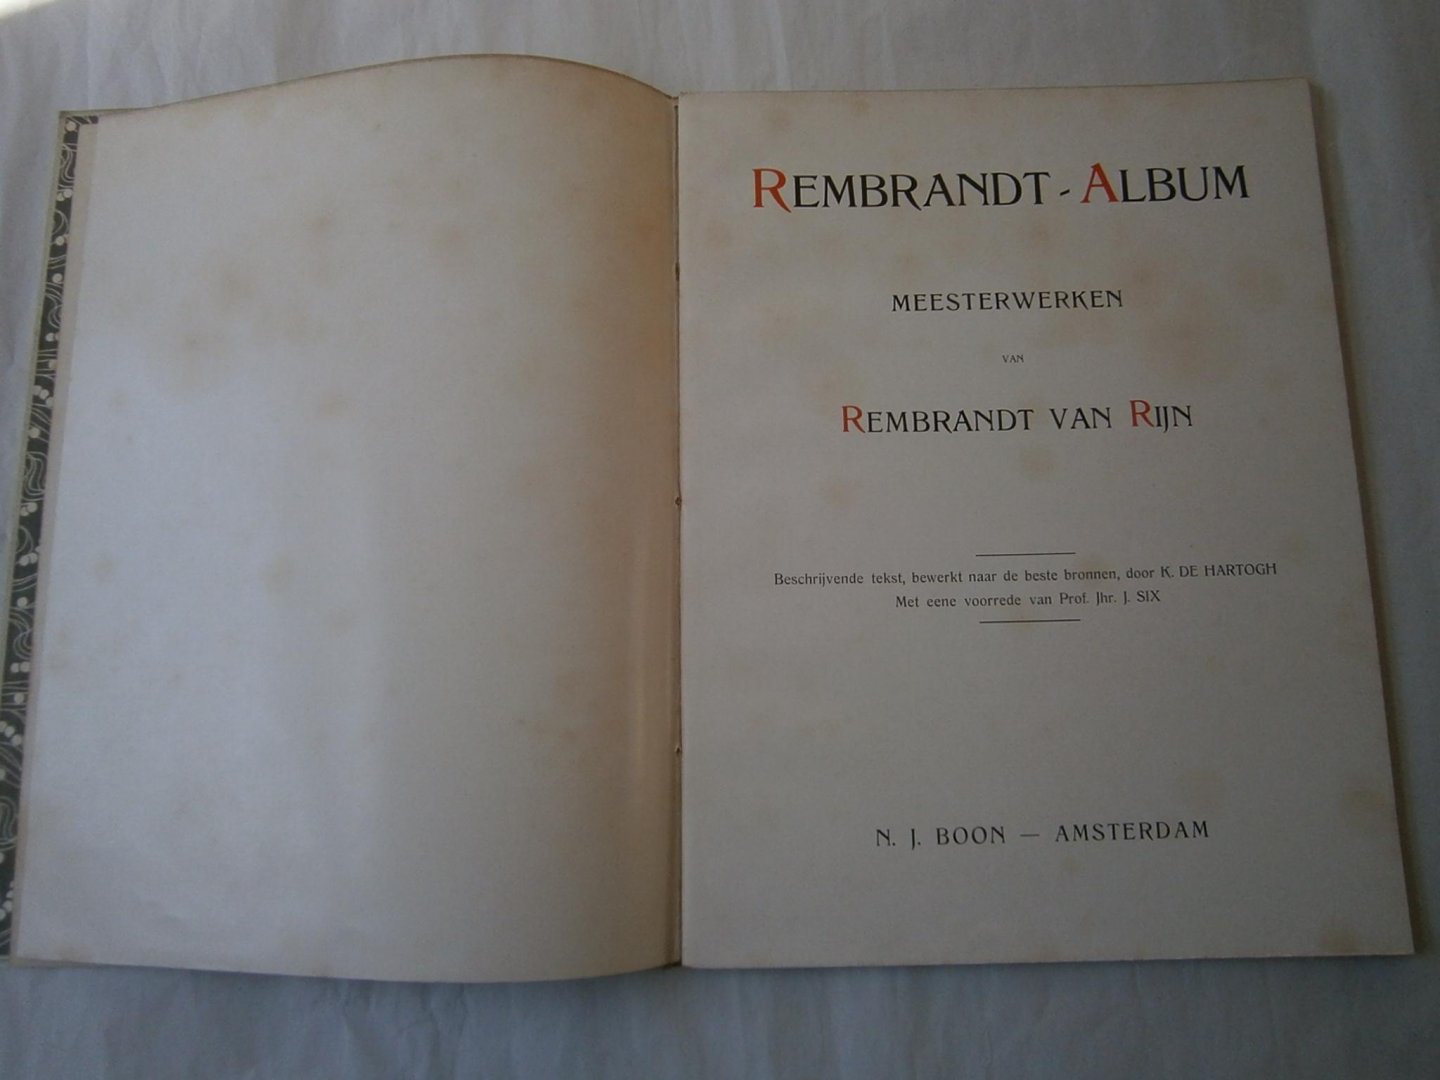 REMBRANDT - ALBUM
MEESTERWERKEN
VAN
REMBRANDT VAN RIJN
Beschrijvende tekst, bewerkt naar de beste bronnen, door K. DE HARTOGH
Met eene voorrede van Prof. Jhr. J. SIX
N. J. BOON — AMSTERDAM